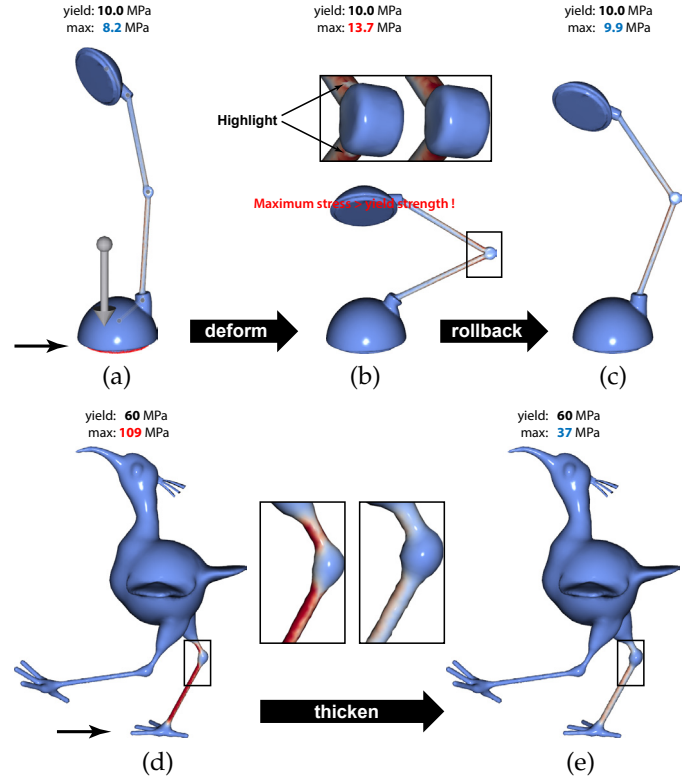 yield: 10.0 MPa
max: 8.2 MPa
yield: 10.0 MPa
max: 13.7 MPa
yield: 10.0 MPa
max: 9.9 MPa
Highlight
Maximum stress > yield strength !
deform
rollback
(a)
(b)
(c)
yield: 60 MPa
max: 109 MPa
yield: 60 MPa
max: 37 MPa
thicken
(d)
(e)